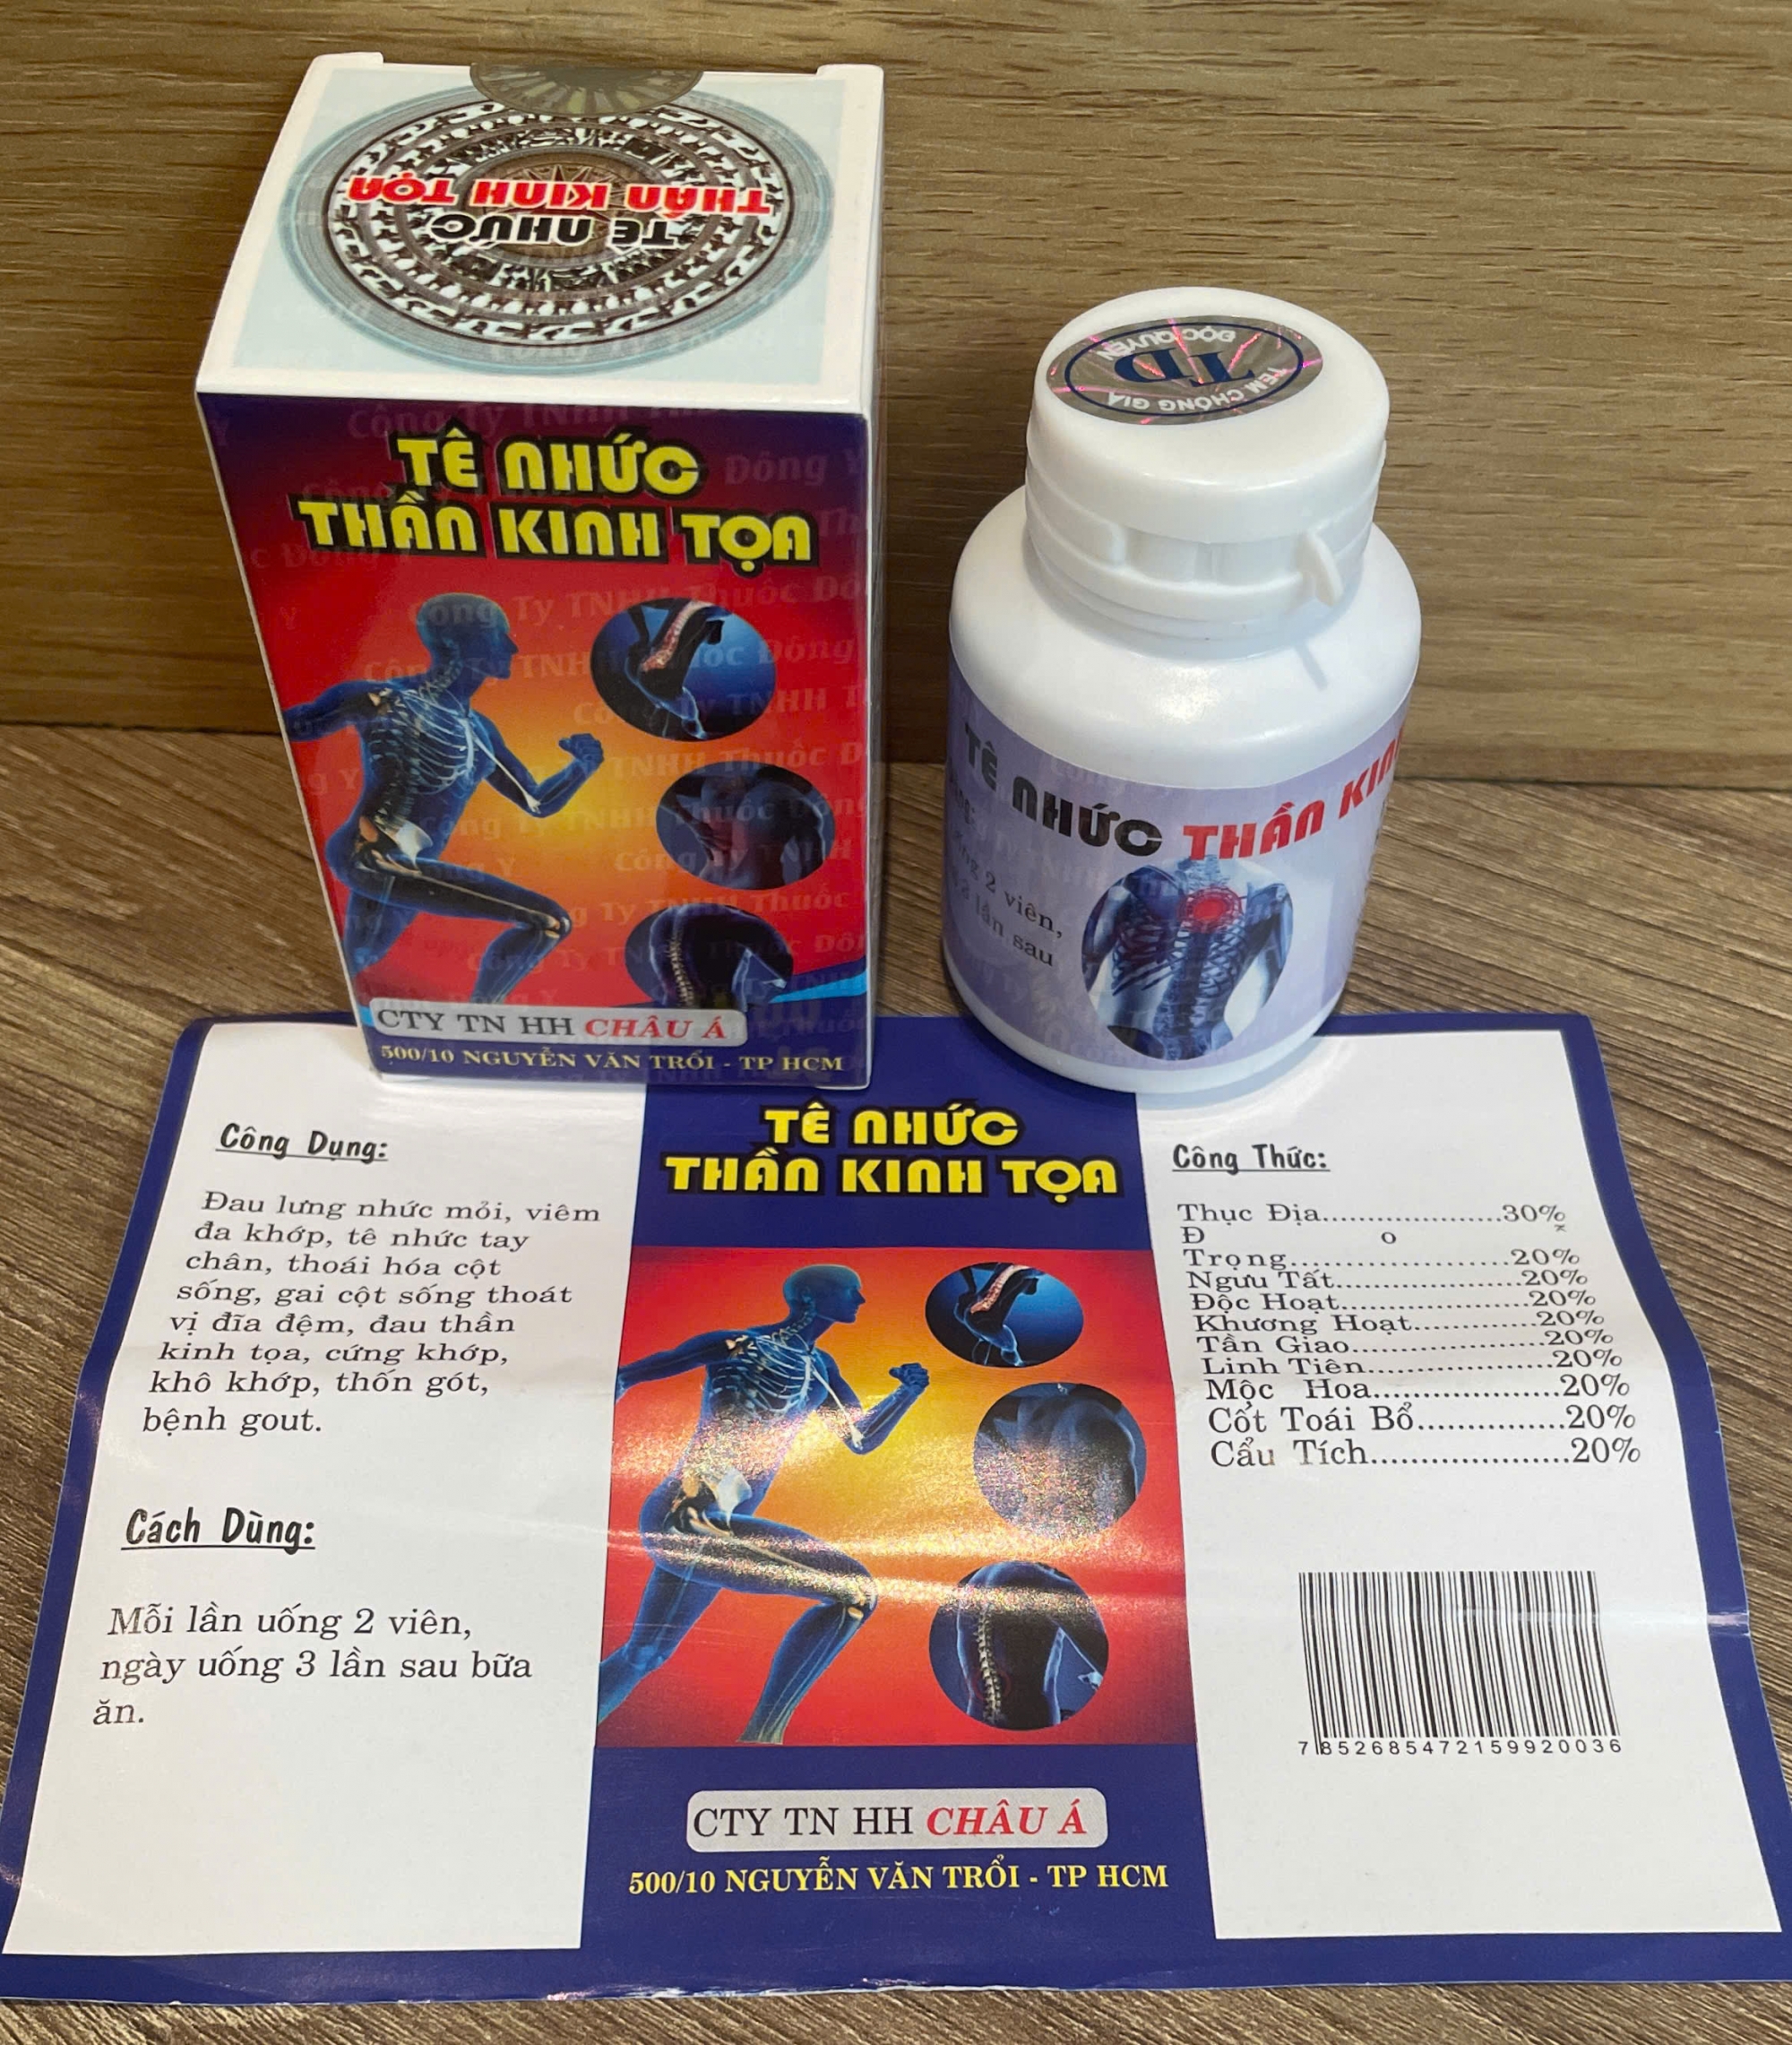 TÊ NHỨC
THẦN KINH TỌA
TÊ NHỨC
THẦN KINH TỌA
CTY TN HH CHÂU Á
500/10 NGUYỄN VĂN TRỔI - TP HCM
TEM CHỐNG GIẢ
TD
ĐỘC QUYỀN
TÊ NHỨC THẦN
2 viên,
lần sau
Công Dụng:
Đau lưng nhức mỏi, viêm
đa khớp, tê nhức tay
chân, thoái hóa cột
sống, gai cột sống thoát
vị đĩa đệm, đau thần
kinh tọa, cứng khớp,
khô khớp, thốn gót,
bệnh gout.
Cách Dùng:
Mỗi lần uống 2 viên,
ngày uống 3 lần sau bữa
ăn.
TÊ NHỨC
THẦN KINH TỌA
CTY TN HH CHÂU Á
500/10 NGUYỄN VĂN TRỔI - TP HCM
Công Thức:
Thục Địa....................30%
Đ o
Trọng........................20%
Ngưu Tất.....................20%
Độc Hoạt.....................20%
Khương Hoạt.............20%
Tần Giao.....................20%
Linh Tiên....................20%
Mộc Hoa...................20%
Cốt Toái Bổ...............20%
Cẩu Tích....................20%
7 852685472159920036